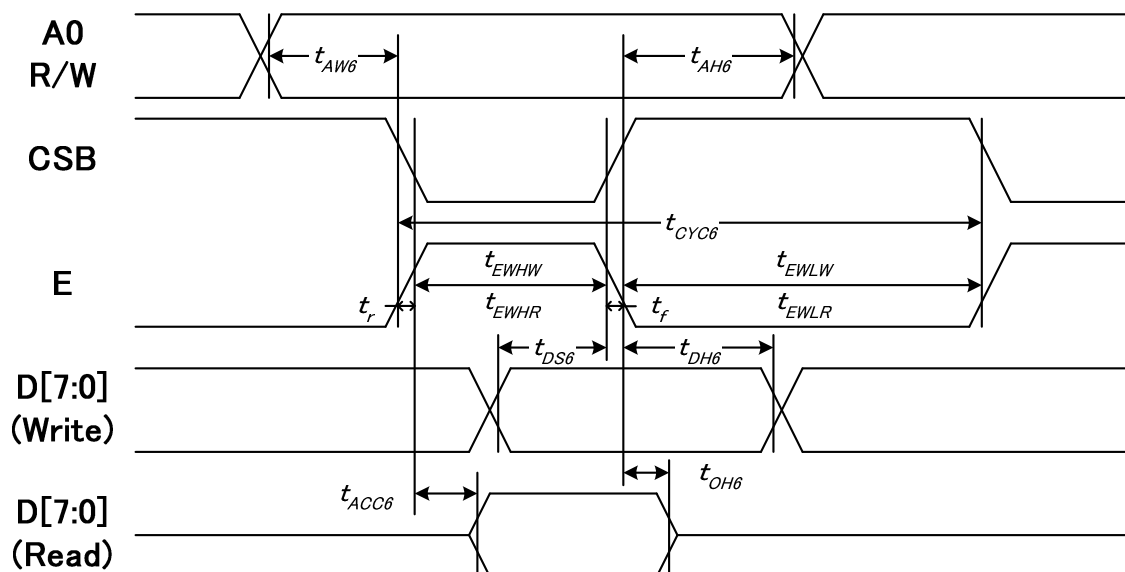 A0
R/W
tAW6
tAH6
CSB
tCYC6
E
tEWHW
tEWLW
tr
tEWHR
tf
tEWLR
tDS6
tDH6
D[7:0]
(Write)
tACC6
tOH6
D[7:0]
(Read)